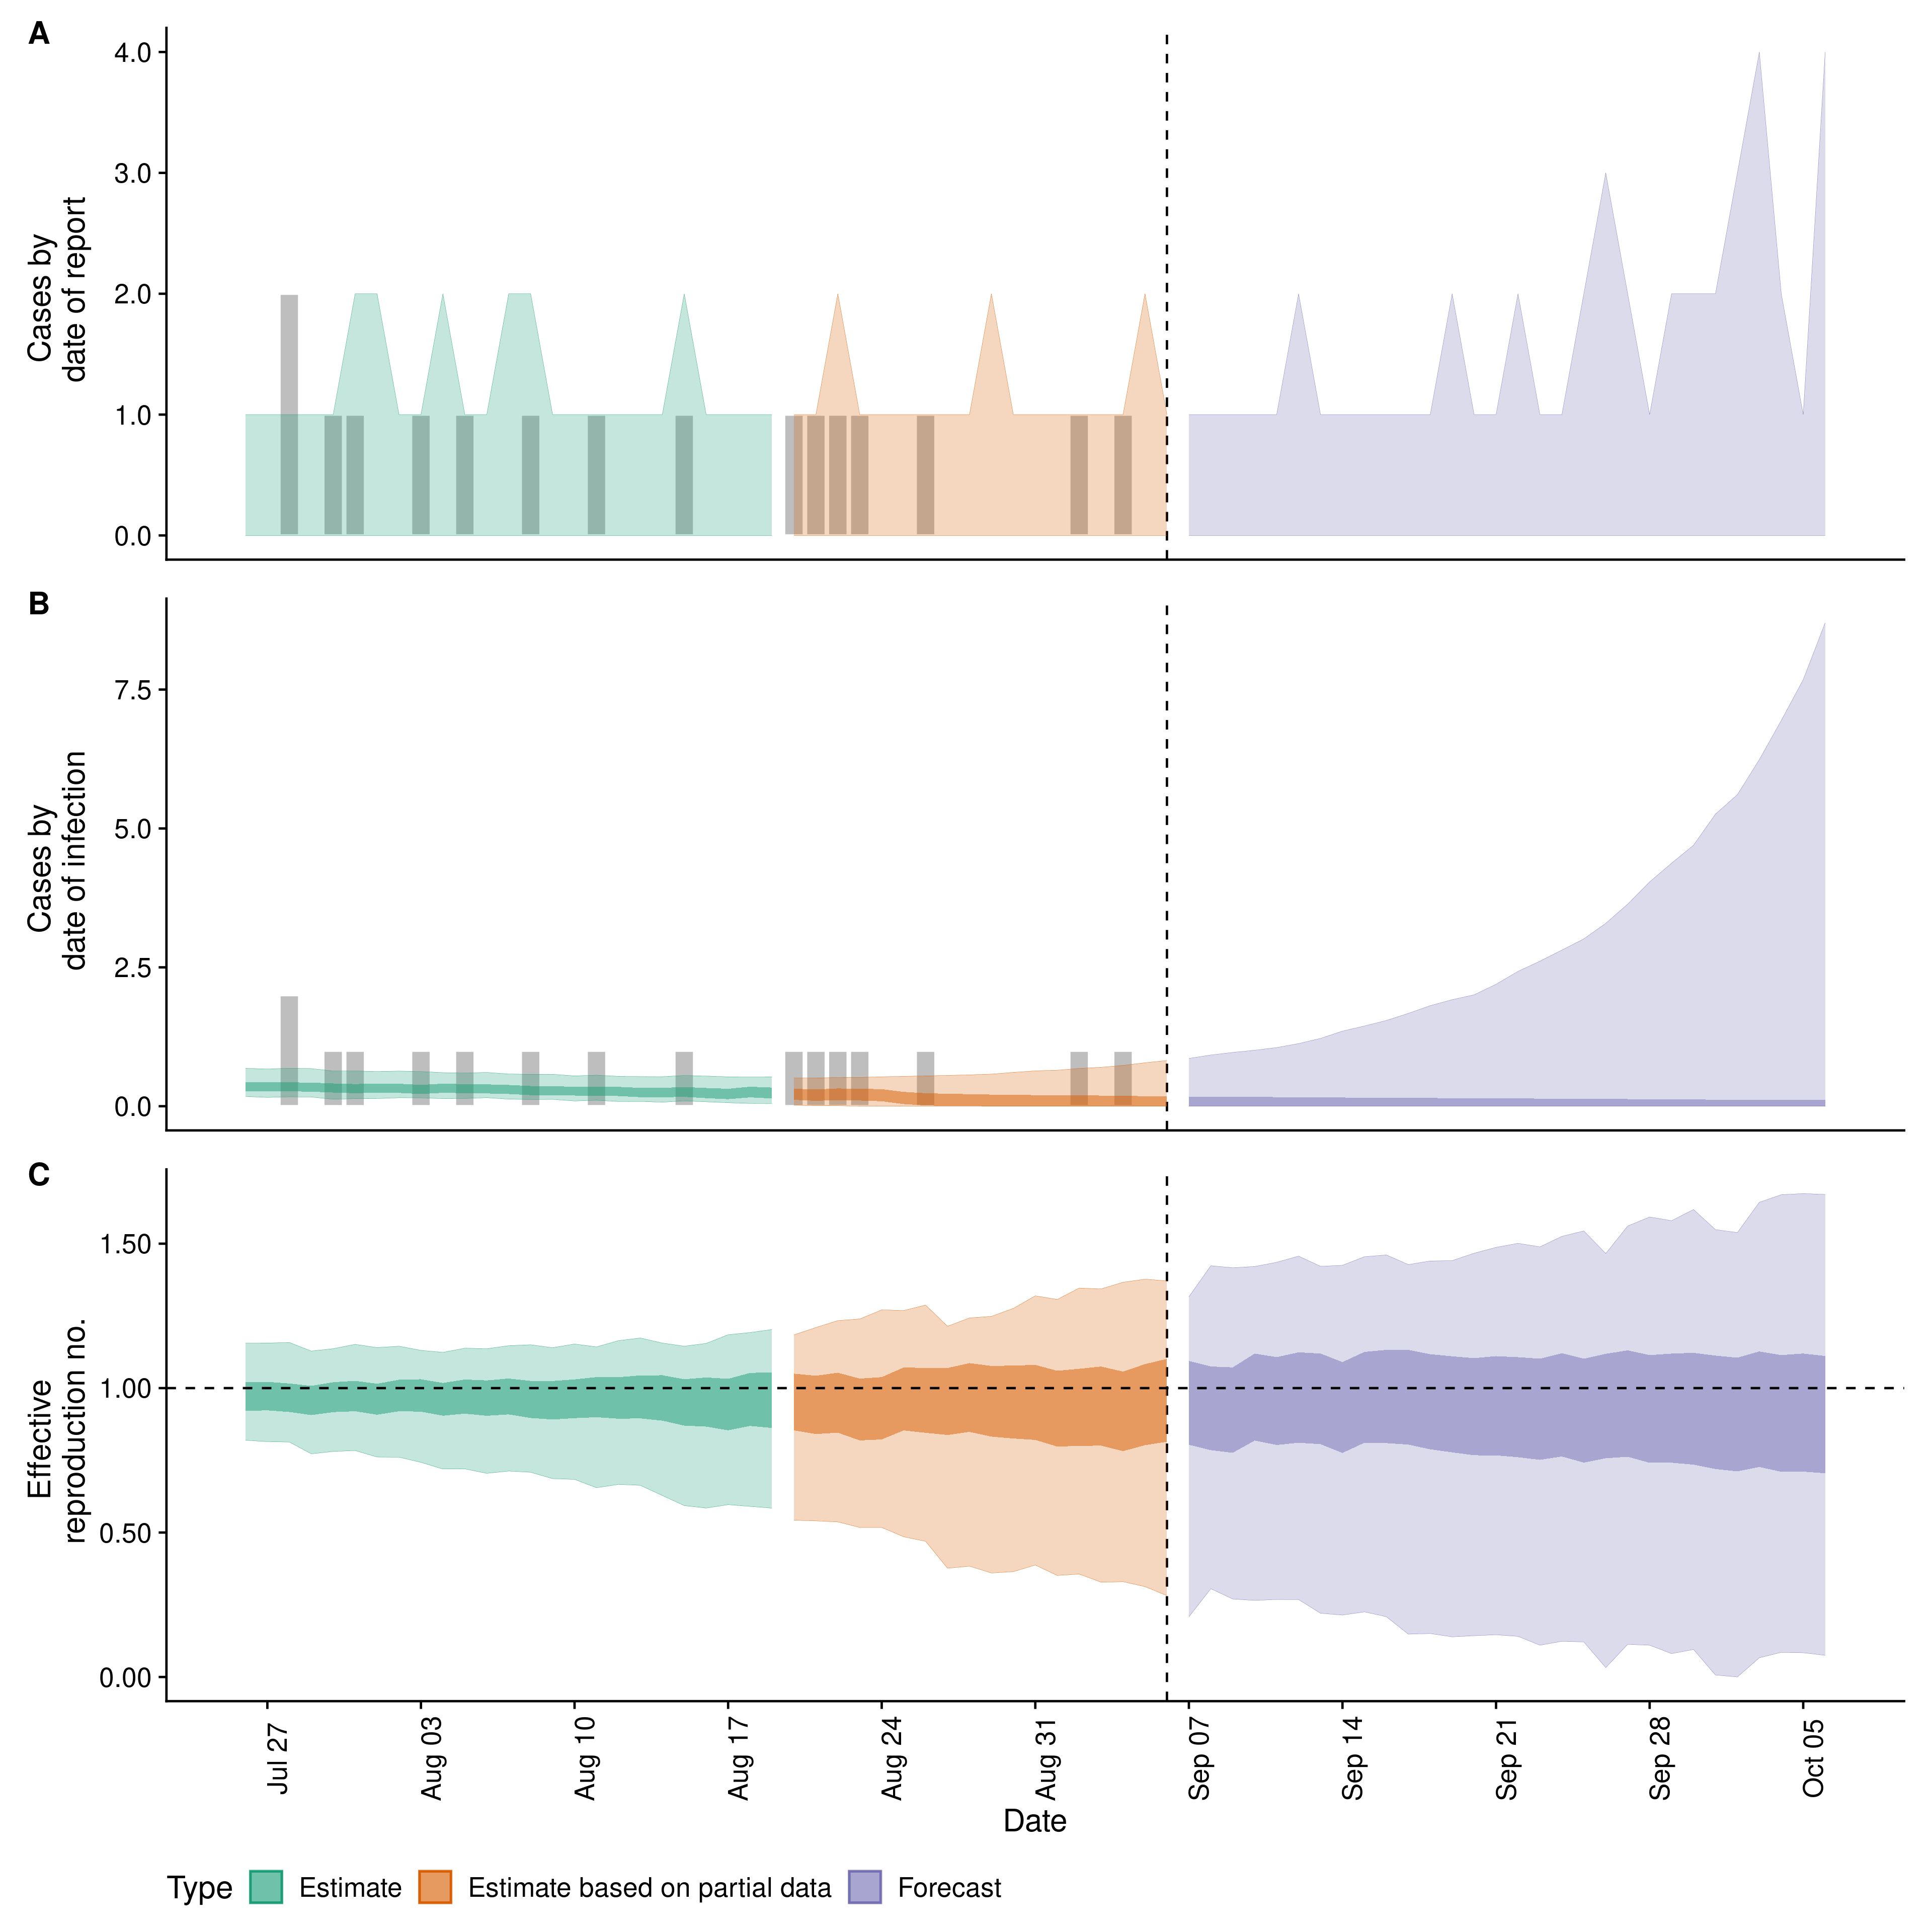 A
Cases by
date of report
4.0
3.0
2.0
1.0
0.0
B
Cases by
date of infection
7.5
5.0
2.5
0.0
C
Effective
reproduction no.
1.50
1.00
0.50
0.00
Jul 27
Aug 03
Aug 10
Aug 17
Aug 24
Aug 31
Sep 07
Sep 14
Sep 21
Sep 28
Oct 05
Date
Type
Estimate
Estimate based on partial data
Forecast